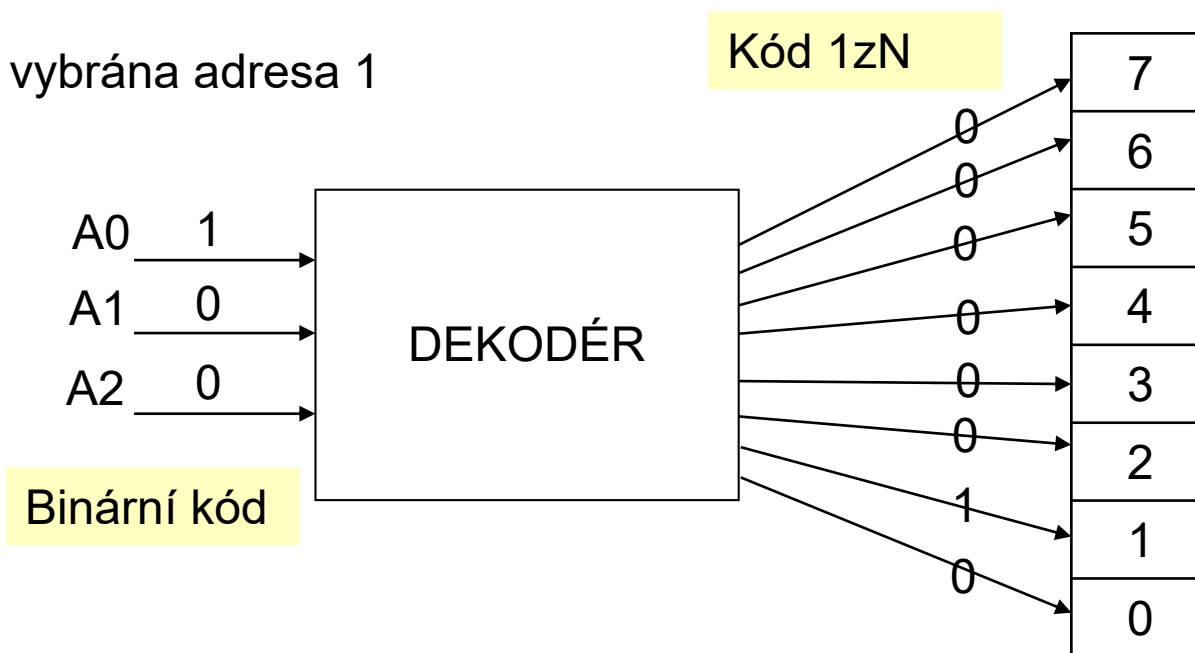 vybrána adresa 1
Kód 1zN
A0 1
A1 0
A2 0
Binární kód
DEKODÉR
0 7
0 6
0 5
0 4
0 3
0 2
1 1
0 0